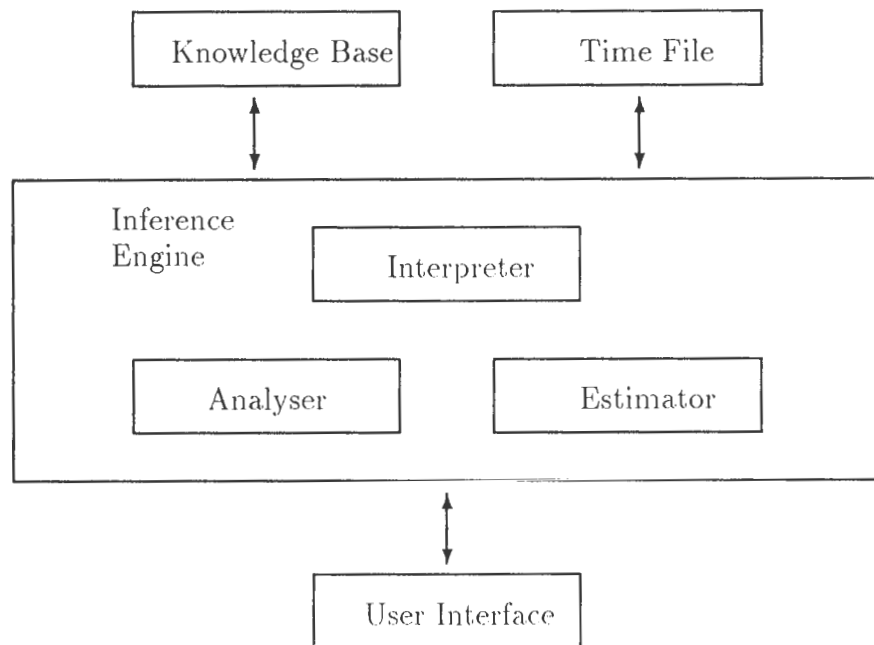 Knowledge Base
Time File
Inference
Engine
Interpreter
Analyser
Estimator
User Interface